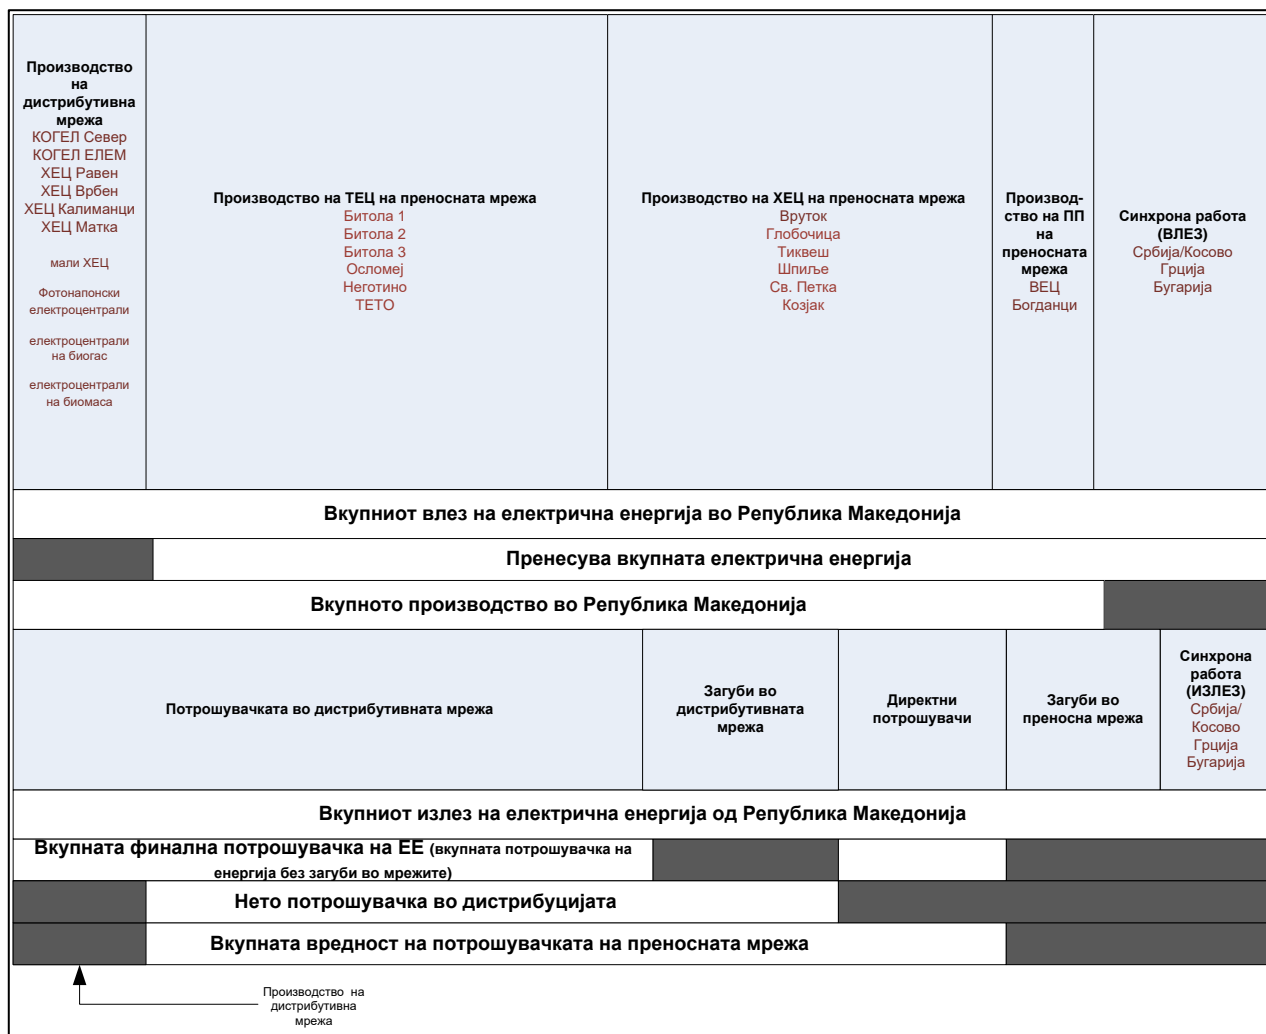 Производство
на
дистрибутивна
мрежа
КОГЕЛ Север
КОГЕЛ ЕЛЕМ
ХЕЦ Равен
ХЕЦ Врбен
ХЕЦ Калиманци
ХЕЦ Матка
мали ХЕЦ
Фотонапонски
електроцентрали
електроцентрали
на биогас
електроцентрали
на биомаса
Производство на ТЕЦ на преносната мрежа
Битола 1
Битола 2
Битола 3
Осломеј
Неготино
ТЕТО
Производство на ХЕЦ на преносната мрежа
Вруток
Глобочица
Тиквеш
Шпиље
Св. Петка
Козјак
Производ-
ство на ПП
на
преносната
мрежа
ВЕЦ
Богданци
Синхрона работа
(ВЛЕЗ)
Србија/Косово
Грција
Бугарија
Вкупниот влез на електрична енергија во Република Македонија
Пренесува вкупната електрична енергија
Вкупното производство во Република Македонија
Потрошувачката во дистрибутивната мрежа
Загуби во
дистрибутивната
мрежа
Директни
потрошувачи
Загуби во
преносна мрежа
Синхрона
работа
(ИЗЛЕЗ)
Србија/
Косово
Грција
Бугарија
Вкупниот излез на електрична енергија од Република Македонија
Вкупната финална потрошувачка на ЕЕ (вкупната потрошувачка на
енергија без загуби во мрежите)
Нето потрошувачка во дистрибуцијата
Вкупната вредност на потрошувачката на преносната мрежа
Производство на
дистрибутивна
мрежа